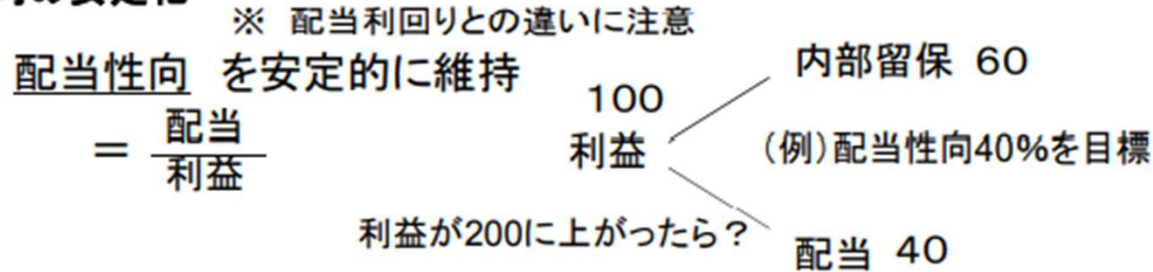 ※ 配当利回りとの違いに注意
配当性向 を安定的に維持
= 配当
利益
100
利益
内部留保 60
(例)配当性向40%を目標
利益が200に上がったら?
配当 40